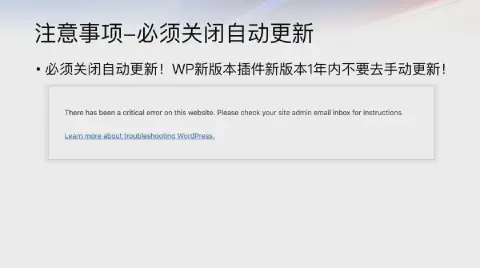 注意事项-必须关闭自动更新
• 必须关闭自动更新！WP新版本插件新版本1年内不要去手动更新！
There has been a critical error on this website. Please check your site admin email inbox for instructions.
Learn more about troubleshooting WordPress.